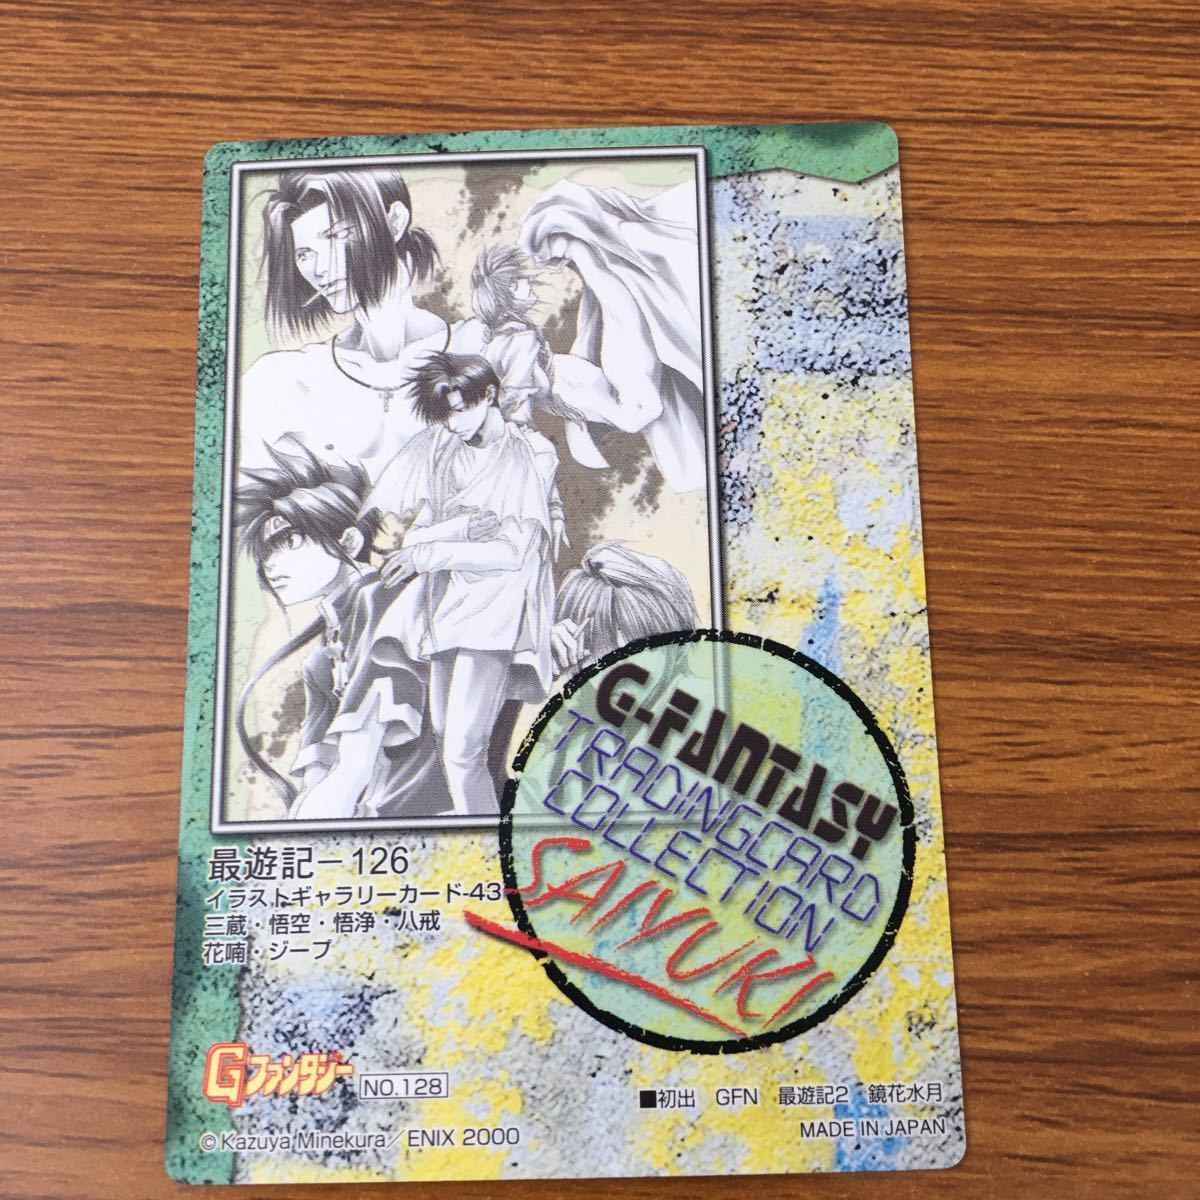 G-FANTASY
TRADINGCARD
COLLECTION
SAIYUKI
最遊記－126
イラストギャラリーカード-43
三蔵・悟空・悟浄・八戒
花喃・ジープ
Gファンタジー NO.128
■初出 GFN 最遊記2 鏡花水月
©Kazuya Minekura／ENIX 2000
MADE IN JAPAN